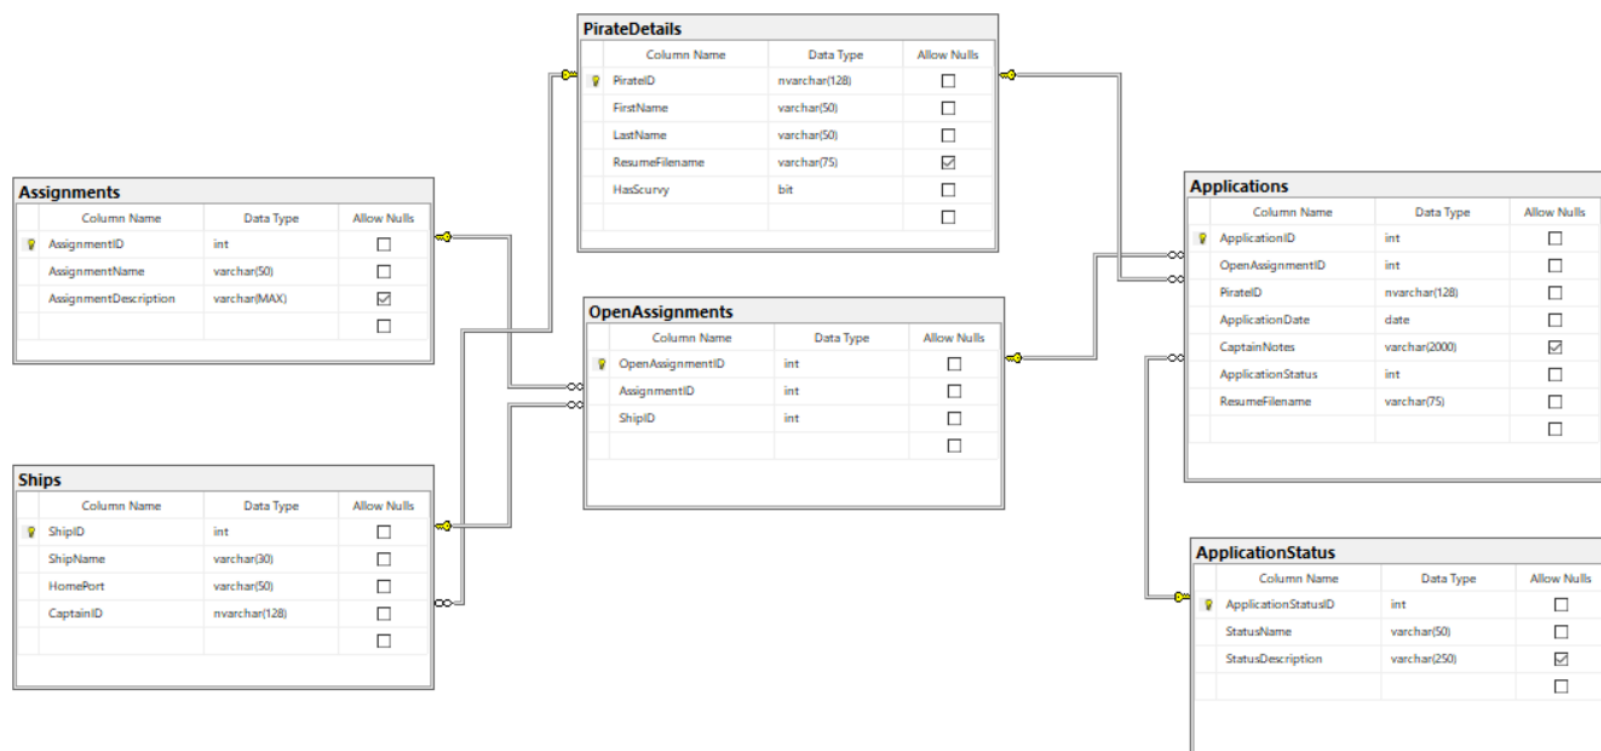 PirateDetails
Column Name Data Type Allow Nulls
PirateID nvarchar(128)
FirstName varchar(50)
LastName varchar(50)
ResumeFilename varchar(75)
HasScurvy bit
Assignments
Column Name Data Type Allow Nulls
AssignmentID int
AssignmentName varchar(50)
AssignmentDescription varchar(MAX)
OpenAssignments
Column Name Data Type Allow Nulls
OpenAssignmentID int
AssignmentID int
ShipID int
Ships
Column Name Data Type Allow Nulls
ShipID int
ShipName varchar(30)
HomePort varchar(50)
CaptainID nvarchar(128)
Applications
Column Name Data Type Allow Nulls
ApplicationID int
OpenAssignmentID int
PirateID nvarchar(128)
ApplicationDate date
CaptainNotes varchar(2000)
ApplicationStatus int
ResumeFilename varchar(75)
ApplicationStatus
Column Name Data Type Allow Nulls
ApplicationStatusID int
StatusName varchar(50)
StatusDescription varchar(250)